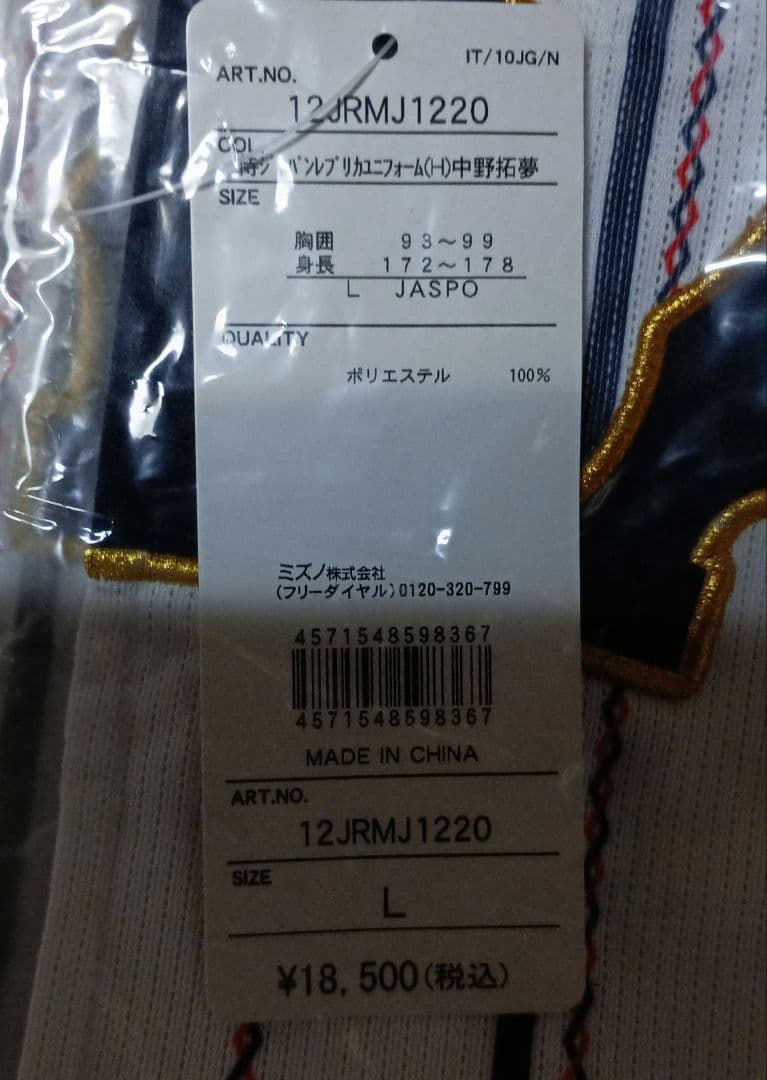 IT/10JG/N
ART.NO.
12JRMJ1220
COL.
侍ジャパンレプリカユニフォーム(H)中野拓夢
SIZE
胸囲 93〜99
身長 172〜178
L JASPO
QUALITY
ポリエステル 100%
ミズノ株式会社
(フリーダイヤル)0120-320-799
4571548598367
4571548598367
MADE IN CHINA
ART.NO.
12JRMJ1220
SIZE
L
¥18,500(税込)